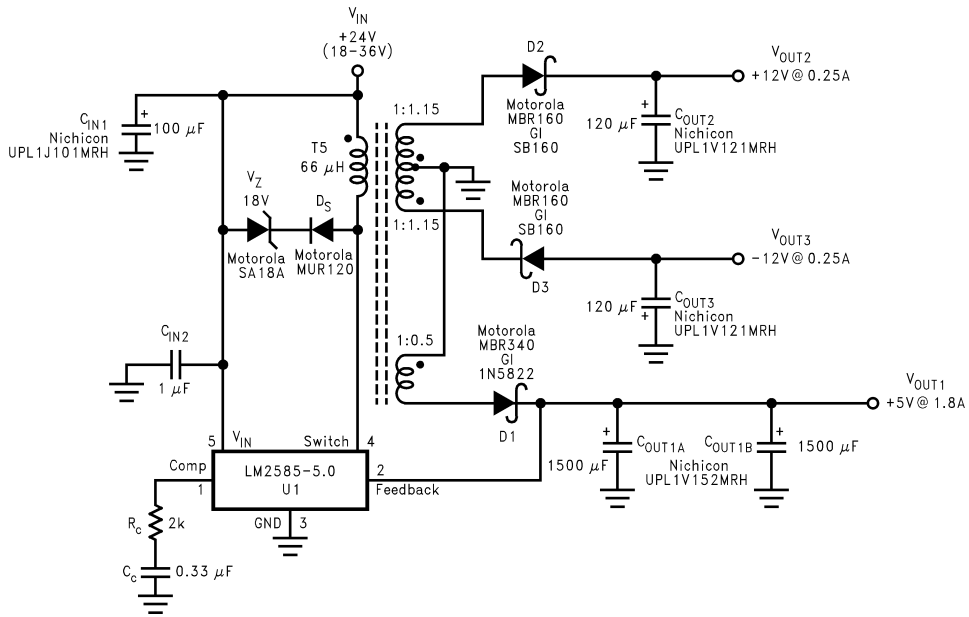 V_IN
+24V
(18-36V)
D2
V_OUT2
+12V @ 0.25A
C_IN1
Nichicon
UPL1J101MRH
+
100 μF
1:1.15
Motorola
MBR160
GI
SB160
120 μF
+
C_OUT2
Nichicon
UPL1V121MRH
T5
66 μH
V_Z
18V
D_S
Motorola
SA18A
Motorola
MUR120
1:1.15
Motorola
MBR160
GI
SB160
D3
V_OUT3
-12V @ 0.25A
120 μF
+
C_OUT3
Nichicon
UPL1V121MRH
C_IN2
1 μF
1:0.5
Motorola
MBR340
GI
1N5822
D1
V_OUT1
+5V @ 1.8A
+
1500 μF
C_OUT1A
C_OUT1B
Nichicon
UPL1V152MRH
+
1500 μF
5
V_IN
Switch
4
Comp
1
LM2585-5.0
U1
2
Feedback
GND
3
R_c
2k
C_c
0.33 μF